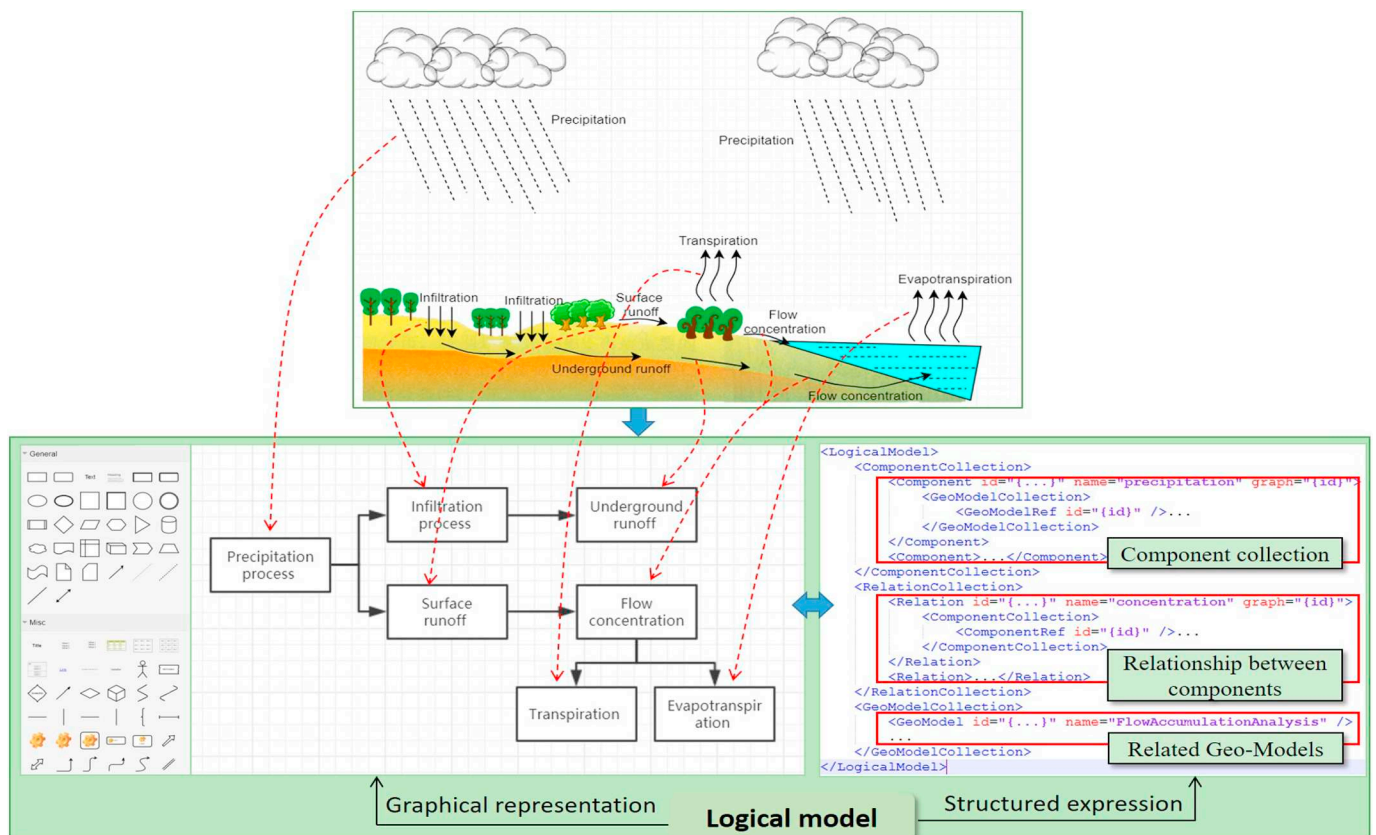 Precipitation
Precipitation
Transpiration
Evapotranspiration
Infiltration
Infiltration
Surface
runoff
Flow
concentration
Underground runoff
Flow concentration
General
Text
Heading
Misc
Title
Precipitation
process
Infiltration
process
Underground
runoff
Surface
runoff
Flow
concentration
Transpiration
Evapotranspir
ation
<LogicalModel>
<ComponentCollection>
<Component id="{...}" name="precipitation" graph="{id}">
<GeoModelCollection>
<GeoModelRef id="{id}" />...
</GeoModelCollection>
</Component>
<Component>...</Component>
Component collection
</ComponentCollection>
<RelationCollection>
<Relation id="{...}" name="concentration" graph="{id}">
<ComponentCollection>
<ComponentRef id="{id}" />...
</ComponentCollection>
</Relation>
<Relation>...</Relation>
Relationship between
components
</RelationCollection>
<GeoModelCollection>
<GeoModel id="{...}" name="FlowAccumulationAnalysis" />
...
Related Geo-Models
</GeoModelCollection>
</LogicalModel>
Graphical representation
Logical model
Structured expression